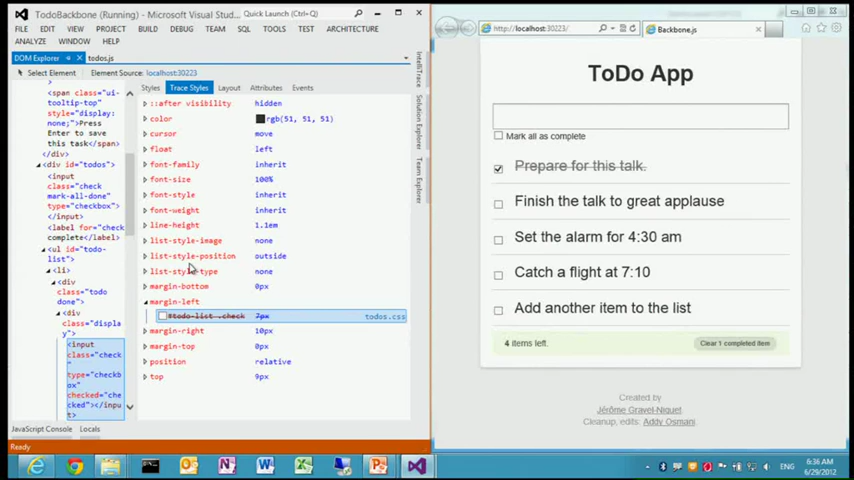 TodoBackbone (Running) - Microsoft Visual Stud...
Quick Launch (Ctrl+Q)
FILE EDIT VIEW PROJECT BUILD DEBUG TEAM SQL TOOLS TEST ARCHITECTURE
ANALYZE WINDOW HELP
DOM Explorer
todos.js
Select Element
Element Source: localhost:30223
Styles Trace Styles Layout Attributes Events
<span class="ui-
tooltip-top"
style="display:
none;">Press
Enter to save
this task</span>
</div>
<div id="todos">
<input
class="check
mark-all-done"
type="checkbox">
</input>
<label for="check
complete</label>
<ul id="todo-
list">
<li>
<div
class="todo
done">
<div
class="displa
y">
<input
class="check"
type="checkb
ox"
checked="che
cked"></inpu
t>
::after visibility hidden
color rgb(51, 51, 51)
cursor move
float left
font-family inherit
font-size 100%
font-style inherit
font-weight inherit
line-height 1.1em
list-style-image none
list-style-position outside
list-style-type none
margin-bottom 0px
margin-left
#todo-list .check 7px todos.css
margin-right 10px
margin-top 0px
position relative
top 9px
IntelliTrace
Solution Explorer
Team Explorer
JavaScript Console Locals
Ready
http://localhost:30223/
Backbone.js
ToDo App
Mark all as complete
Prepare for this talk.
Finish the talk to great applause
Set the alarm for 4:30 am
Catch a flight at 7:10
Add another item to the list
4 items left.
Clear 1 completed item
Created by
Jérôme Gravel-Niquet
Cleanup, edits: Addy Osmani.
ENG
6:36 AM
6/29/2012